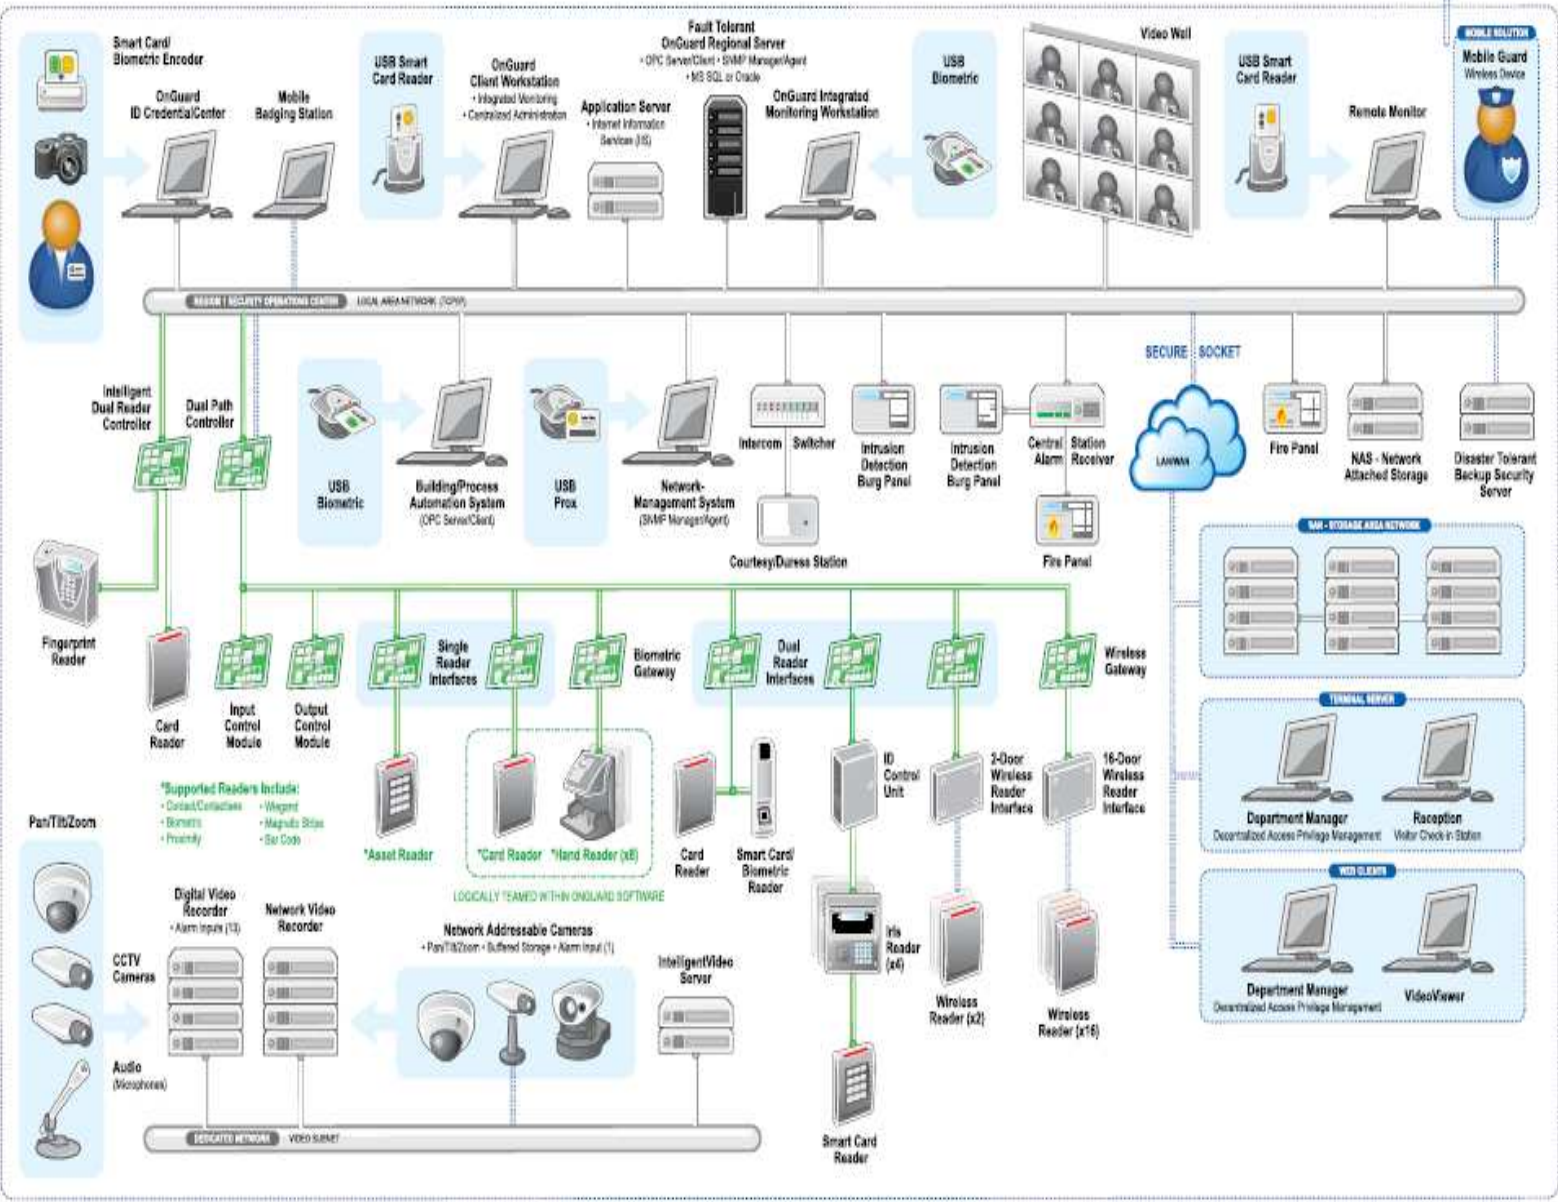 Smart Card/
Biometric Encoder
OnGuard
ID CredentialCenter
Mobile
Badging Station
USB Smart
Card Reader
OnGuard
Client Workstation
• Integrated Monitoring
• Centralized Administration
Application Server
• Internet Information
Services (IIS)
Fault Tolerant
OnGuard Regional Server
• OPC Server/Client • SNMP Manager/Agent
• MS SQL or Oracle
OnGuard Integrated
Monitoring Workstation
USB
Biometric
Video Wall
USB Smart
Card Reader
Remote Monitor
MOBILE SOLUTION
Mobile Guard
Wireless Device
REGION 1 SECURITY OPERATIONS CENTER
LOCAL AREA NETWORK (TCP/IP)
Intelligent
Dual Reader
Controller
Dual Path
Controller
USB
Biometric
Building/Process
Automation System
(OPC Server/Client)
USB
Prox
Network-
Management System
(SNMP Manager/Agent)
Intercom Switcher
Courtesy/Duress Station
Intrusion
Detection
Burg Panel
Intrusion
Detection
Burg Panel
Central Station
Alarm Receiver
Fire Panel
SECURE SOCKET
LAN/WAN
Fire Panel
NAS - Network
Attached Storage
Disaster Tolerant
Backup Security
Server
SAN - STORAGE AREA NETWORK
Fingerprint
Reader
Card
Reader
Input
Control
Module
Output
Control
Module
Single
Reader
Interfaces
Biometric
Gateway
Dual
Reader
Interfaces
Wireless
Gateway
TERMINAL SERVER
Department Manager
Decentralized Access Privilege Management
Reception
Visitor Check-in Station
*Supported Readers Include:
• Contact/Contactless
• Biometric
• Proximity
• Wiegand
• Magnetic Stripe
• Bar Code
*Asset Reader
*Card Reader
*Hand Reader (x8)
LOGICALLY TEAMED WITHIN ONGUARD SOFTWARE
Card
Reader
Smart Card/
Biometric
Reader
ID
Control
Unit
2-Door
Wireless
Reader
Interface
16-Door
Wireless
Reader
Interface
WEB CLIENTS
Department Manager
Decentralized Access Privilege Management
VideoViewer
Pan/Tilt/Zoom
CCTV
Cameras
Audio
(Microphones)
Digital Video
Recorder
• Alarm Inputs (13)
Network Video
Recorder
Network Addressable Cameras
• Pan/Tilt/Zoom • Buffered Storage • Alarm Input (1)
IntelligentVideo
Server
Iris
Reader
(x4)
Wireless
Reader (x2)
Wireless
Reader (x16)
Smart Card
Reader
DEDICATED NETWORK
VIDEO SUBNET